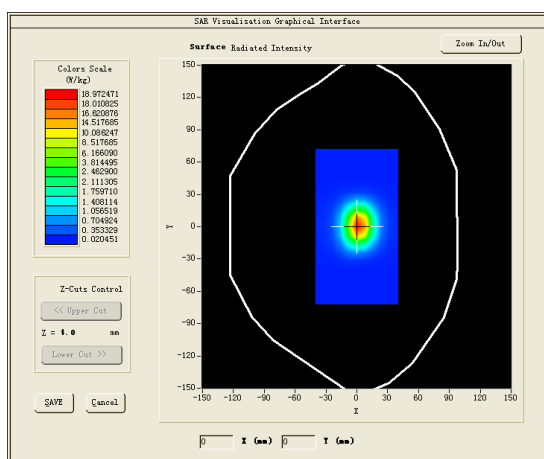 SAR Visualisation Graphical Interface
Surface Radiated Intensity
Zoom In/Out
Colors Scale
(W/kg)
18.972471
18.010825
16.620876
14.517685
10.086247
8.517685
6.166090
3.814495
2.462900
2.111305
1.759710
1.408114
1.056519
0.704924
0.353329
0.020451
150
120
90
60
30
0
-30
-60
-90
-120
-150
Y
-150 -120 -90 -60 -30 0 30 60 90 120 150
X
Z-Cuts Control
<< Upper Cut
Z = 4.0 mm
Lower Cut >>
SAVE Cancel
0 X (mm) 0 Y (mm)